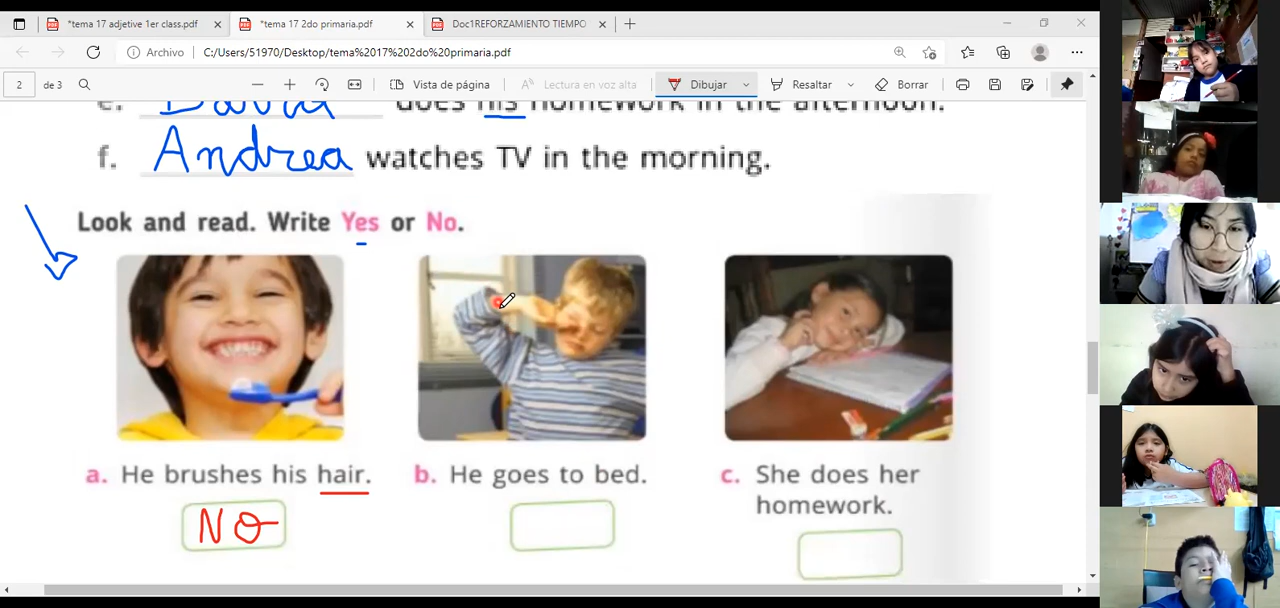 *tema 17 adjetive 1er class.pdf
*tema 17 2do primaria.pdf
Doc1REFORZAMIENTO TIEMPO
Archivo
C:/Users/51970/Desktop/tema%2017%202do%20primaria.pdf
2 de 3
Vista de página
Lectura en voz alta
Dibujar
Resaltar
Borrar
e. David does his homework in the afternoon.
f. Andrea watches TV in the morning.
Look and read. Write Yes or No.
a. He brushes his hair.
NO
b. He goes to bed.
c. She does her
homework.